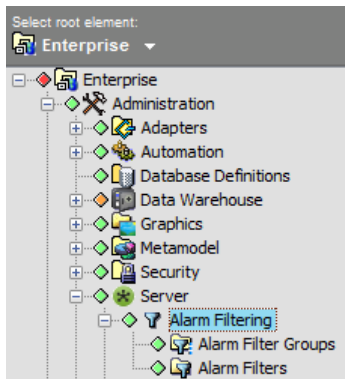 Select root element:
Enterprise
Enterprise
Administration
Adapters
Automation
Database Definitions
Data Warehouse
Graphics
Metamodel
Security
Server
Alarm Filtering
Alarm Filter Groups
Alarm Filters